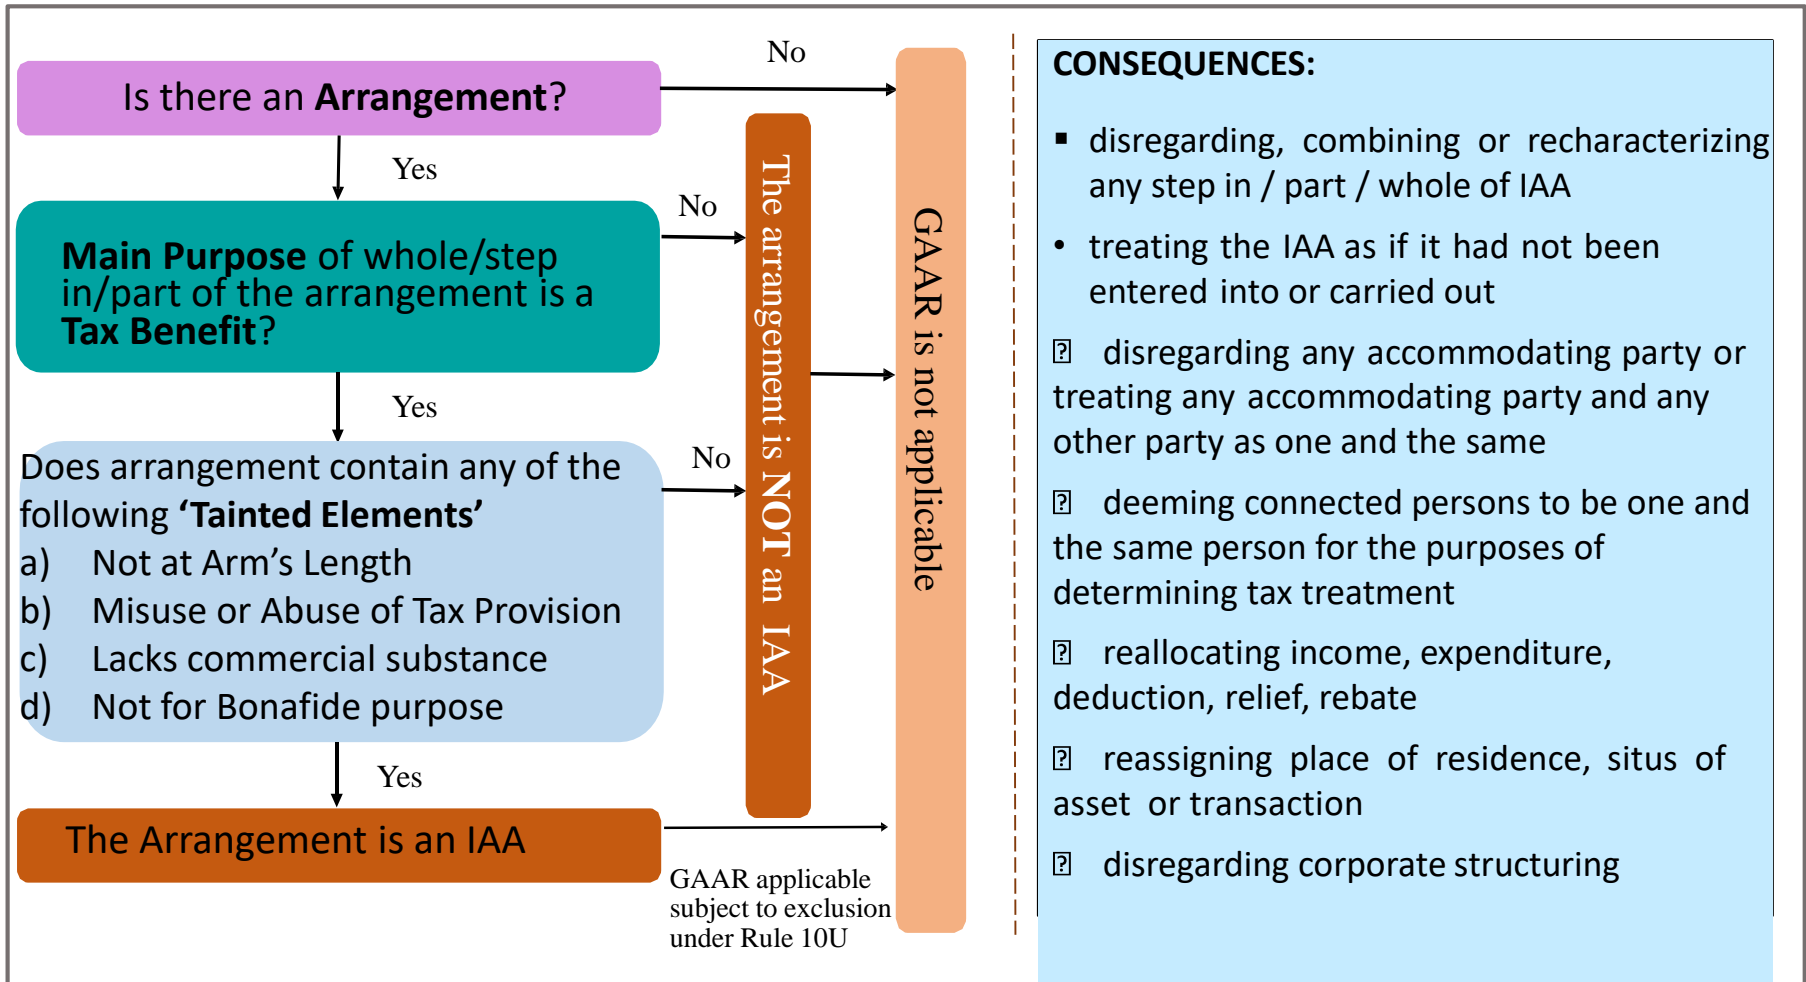 Is there an Arrangement?
No
Yes
Main Purpose of whole/step
in/part of the arrangement is a
Tax Benefit?
No
Yes
Does arrangement contain any of the
following ‘Tainted Elements’
a) Not at Arm’s Length
b) Misuse or Abuse of Tax Provision
c) Lacks commercial substance
d) Not for Bonafide purpose
No
Yes
The Arrangement is an IAA
GAAR applicable
subject to exclusion
under Rule 10U
The arrangement is NOT an IAA
GAAR is not applicable
CONSEQUENCES:
▪ disregarding, combining or recharacterizing
any step in / part / whole of IAA
• treating the IAA as if it had not been
entered into or carried out
⍰ disregarding any accommodating party or
treating any accommodating party and any
other party as one and the same
⍰ deeming connected persons to be one and
the same person for the purposes of
determining tax treatment
⍰ reallocating income, expenditure,
deduction, relief, rebate
⍰ reassigning place of residence, situs of
asset or transaction
⍰ disregarding corporate structuring